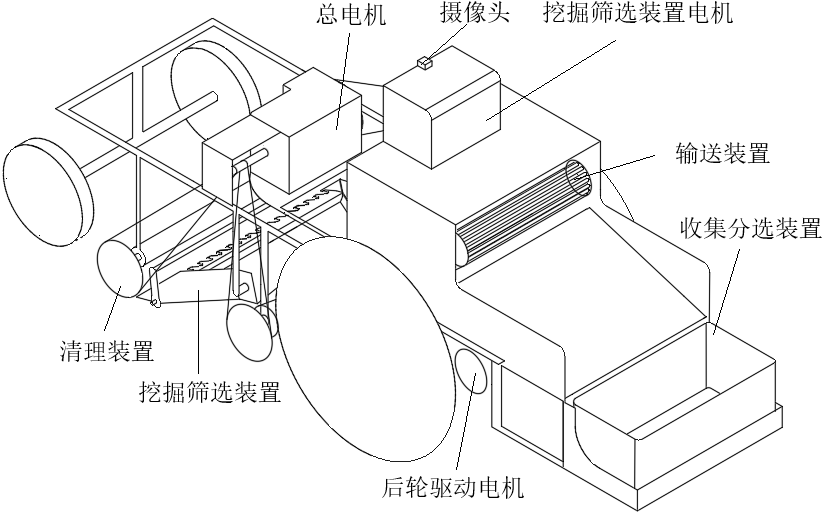 总电机
摄像头
挖掘筛选装置电机
输送装置
收集分选装置
清理装置
挖掘筛选装置
后轮驱动电机